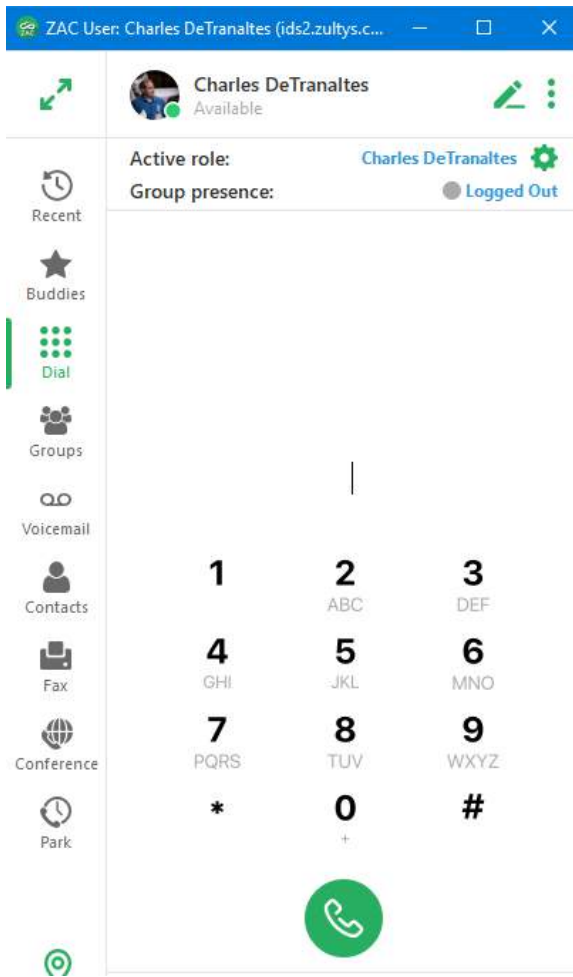 ZAC User: Charles DeTranaltes (ids2.zultys.c...
Charles DeTranaltes
Available
Active role: Charles DeTranaltes
Group presence: Logged Out
Recent
Buddies
Dial
Groups
Voicemail
Contacts
Fax
Conference
Park
1 2 3
ABC DEF
4 5 6
GHI JKL MNO
7 8 9
PQRS TUV WXYZ
* 0 #
+